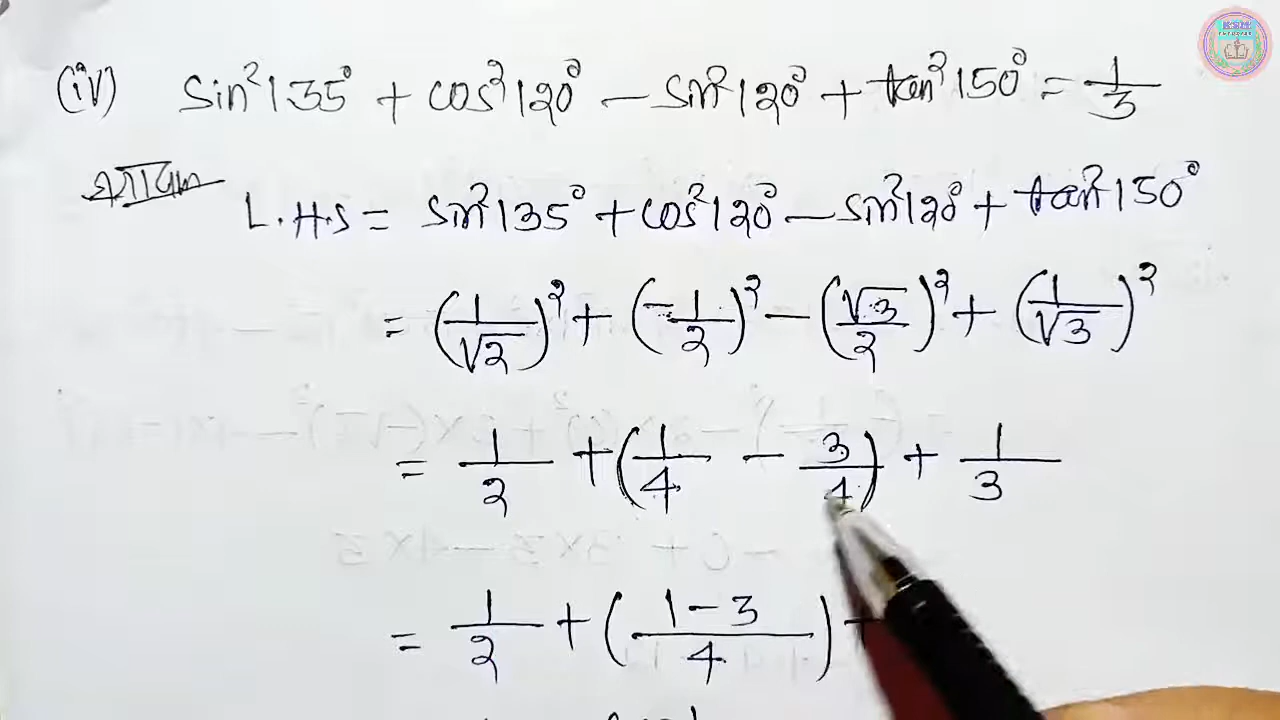 (iv) sin²135° + cos²120° – sin²120° + tan²150° = 1/3
ପ୍ରମାଣ L.H.S = sin²135° + cos²120° – sin²120° + tan²150°
= (1/√2)² + (–1/2)² – (√3/2)² + (1/√3)²
= 1/2 + (1/4 – 3/4) + 1/3
= 1/2 + (1–3/4) +